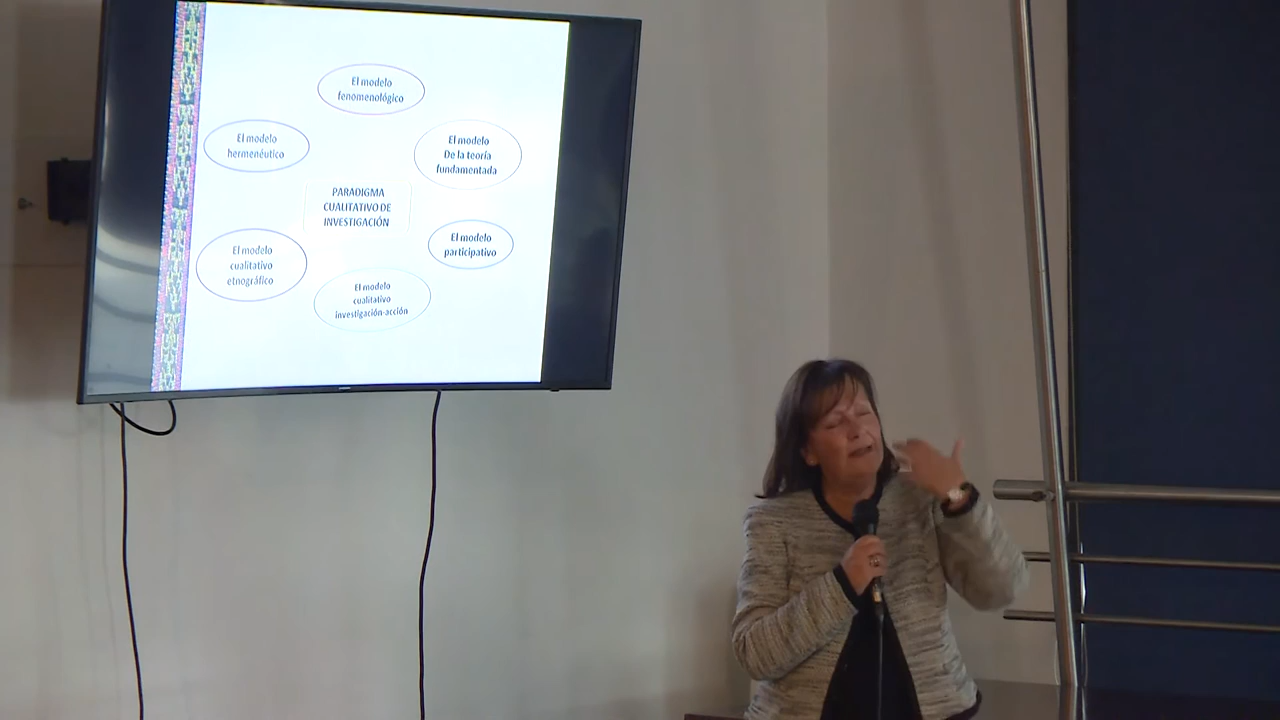 El modelo
fenomenológico
El modelo
hermenéutico
El modelo
De la teoría
fundamentada
PARADIGMA
CUALITATIVO DE
INVESTIGACIÓN
El modelo
participativo
El modelo
cualitativo
etnográfico
El modelo
cualitativo
investigación-acción